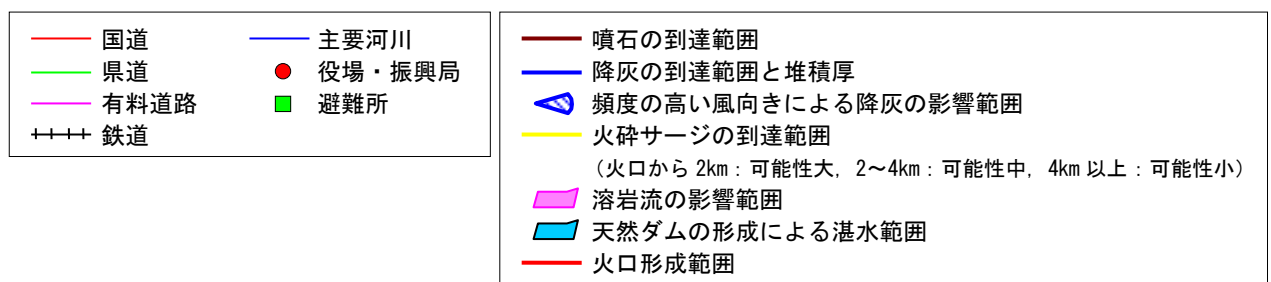 国道
県道
有料道路
鉄道
主要河川
役場・振興局
避難所
噴石の到達範囲
降灰の到達範囲と堆積厚
頻度の高い風向きによる降灰の影響範囲
火砕サージの到達範囲
（火口から 2km：可能性大，2～4km：可能性中，4km 以上：可能性小）
溶岩流の影響範囲
天然ダムの形成による湛水範囲
火口形成範囲